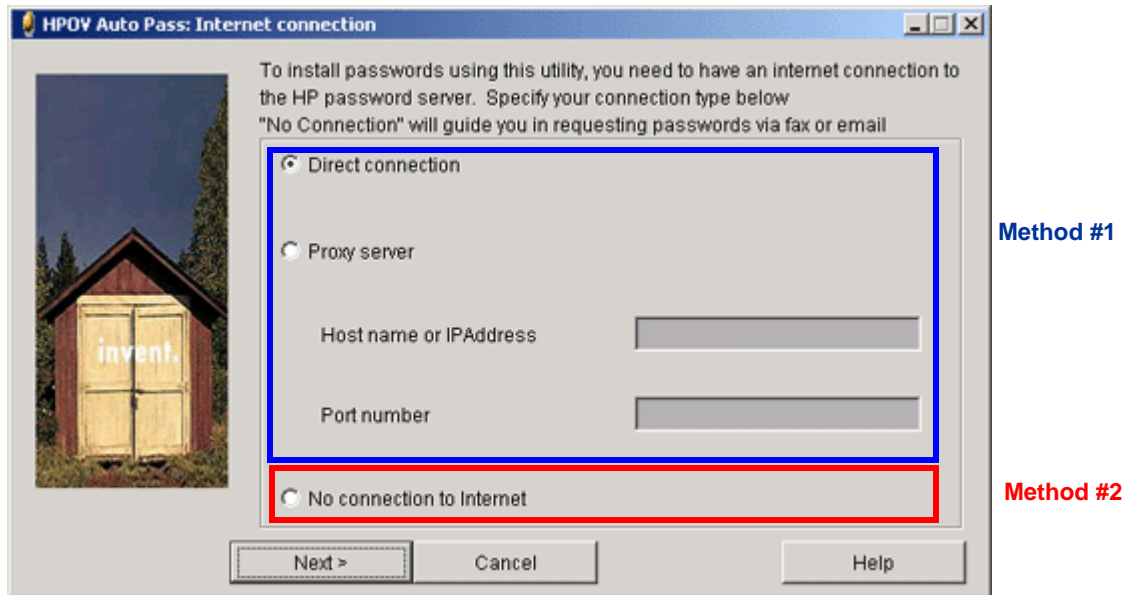 HPOV Auto Pass: Internet connection
To install passwords using this utility, you need to have an internet connection to
the HP password server. Specify your connection type below
"No Connection" will guide you in requesting passwords via fax or email
Direct connection
Method #1
Proxy server
Host name or IPAddress
invent.
Port number
No connection to Internet
Method #2
Next >
Cancel
Help